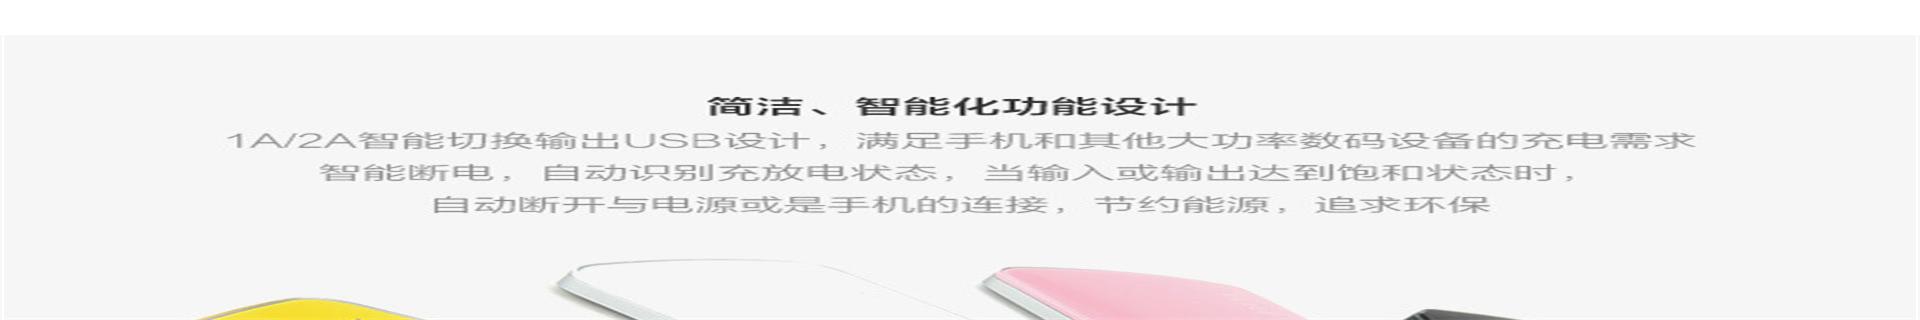 简洁、智能化功能设计
1A/2A智能切换输出USB设计，满足手机和其他大功率数码设备的充电需求
智能断电，自动识别充放电状态，当输入或输出达到饱和状态时，
自动断开与电源或是手机的连接，节约能源，追求环保